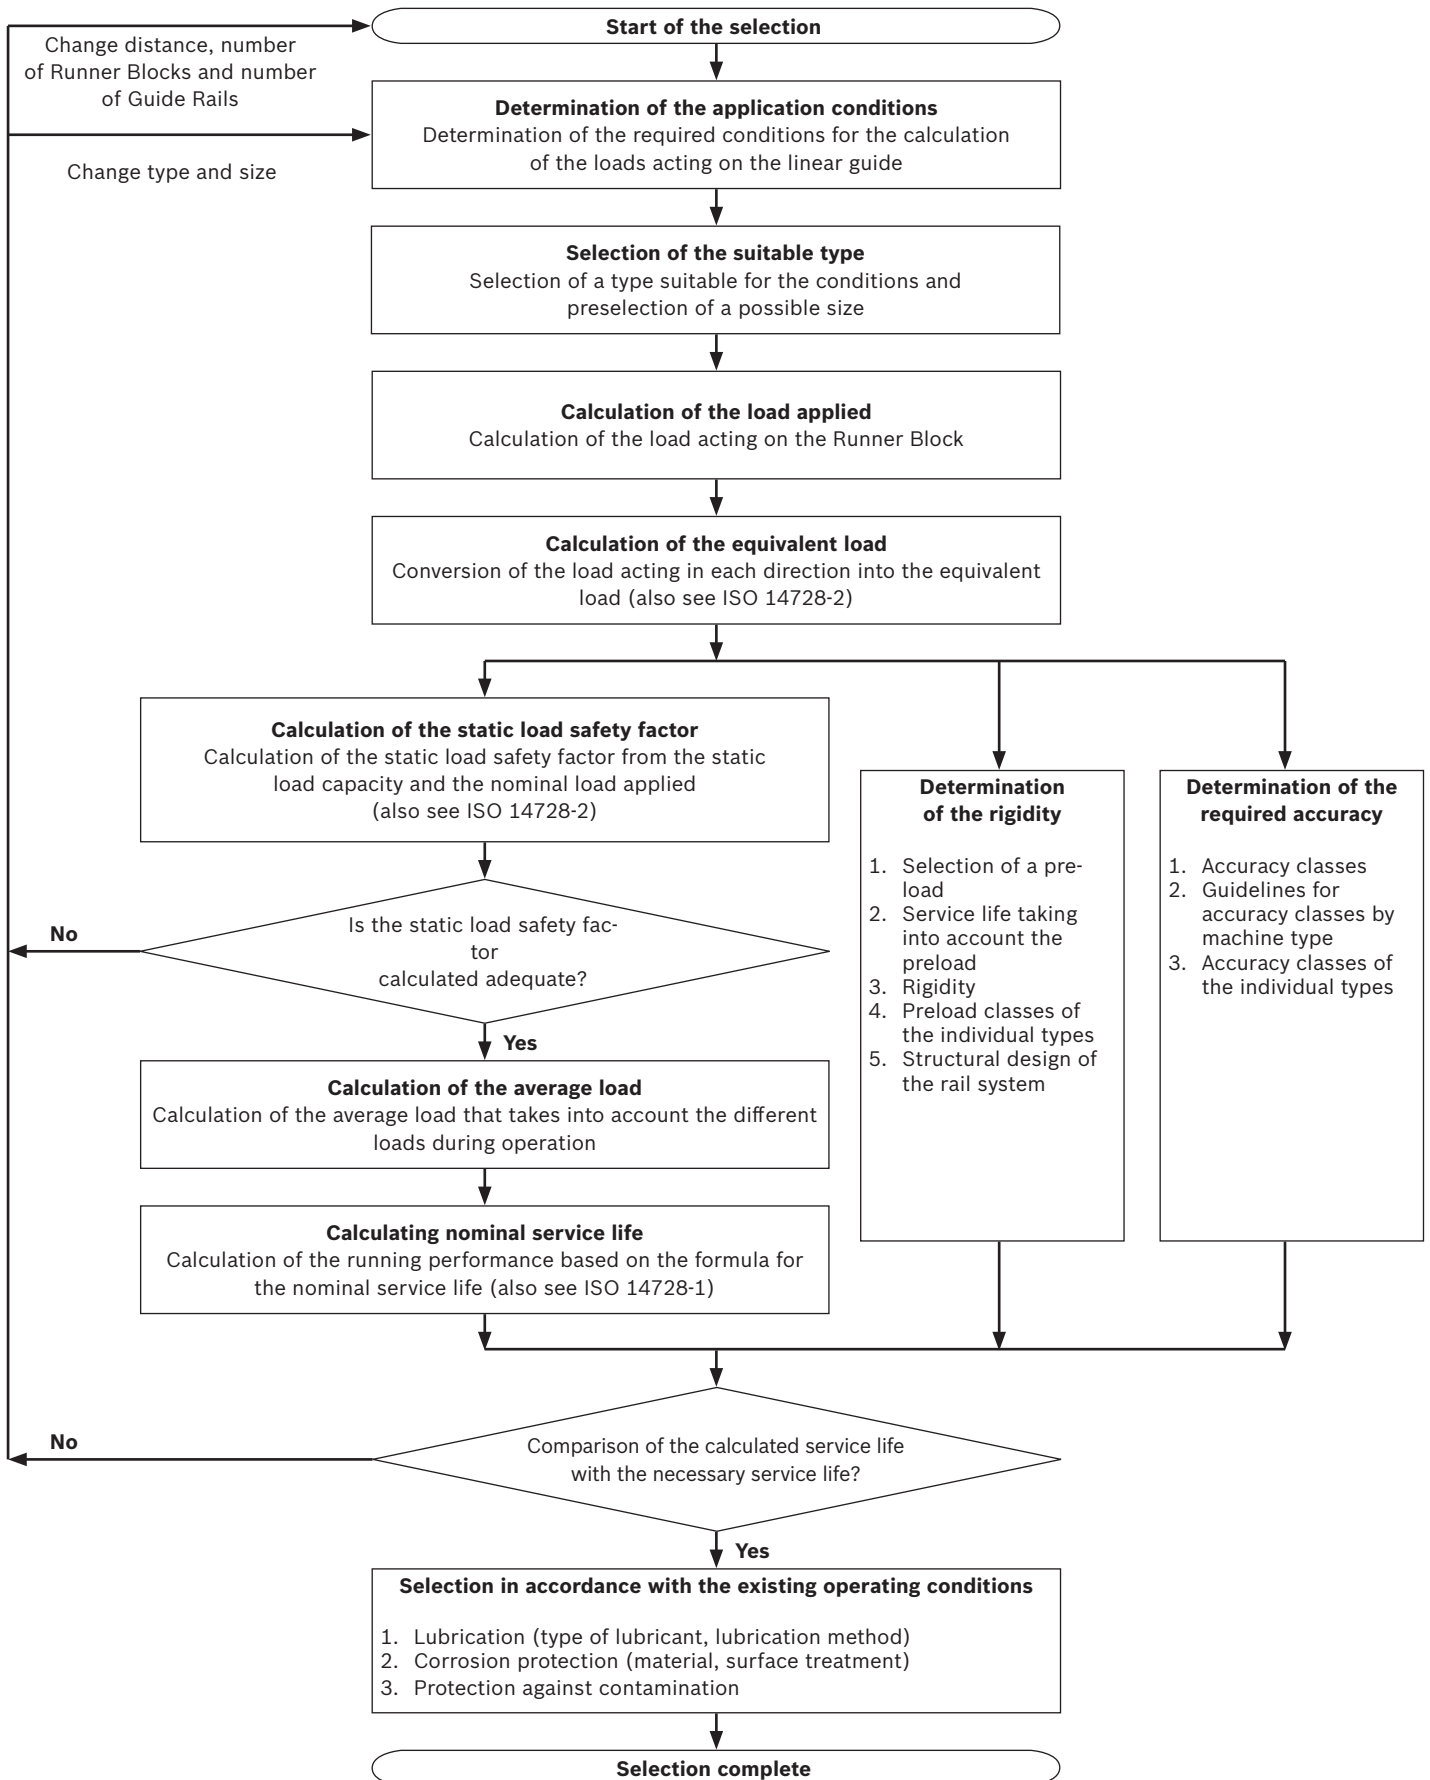 Start of the selection
Change distance, number
of Runner Blocks and number
of Guide Rails
Change type and size
Determination of the application conditions
Determination of the required conditions for the calculation
of the loads acting on the linear guide
Selection of the suitable type
Selection of a type suitable for the conditions and
preselection of a possible size
Calculation of the load applied
Calculation of the load acting on the Runner Block
Calculation of the equivalent load
Conversion of the load acting in each direction into the equivalent
load (also see ISO 14728-2)
Calculation of the static load safety factor
Calculation of the static load safety factor from the static
load capacity and the nominal load applied
(also see ISO 14728-2)
No
Is the static load safety fac-
tor
calculated adequate?
Yes
Calculation of the average load
Calculation of the average load that takes into account the different
loads during operation
Calculating nominal service life
Calculation of the running performance based on the formula for
the nominal service life (also see ISO 14728-1)
Determination
of the rigidity
1. Selection of a pre-
load
2. Service life taking
into account the
preload
3. Rigidity
4. Preload classes of
the individual types
5. Structural design of
the rail system
Determination of the
required accuracy
1. Accuracy classes
2. Guidelines for
accuracy classes by
machine type
3. Accuracy classes of
the individual types
No
Comparison of the calculated service life
with the necessary service life?
Yes
Selection in accordance with the existing operating conditions
1. Lubrication (type of lubricant, lubrication method)
2. Corrosion protection (material, surface treatment)
3. Protection against contamination
Selection complete